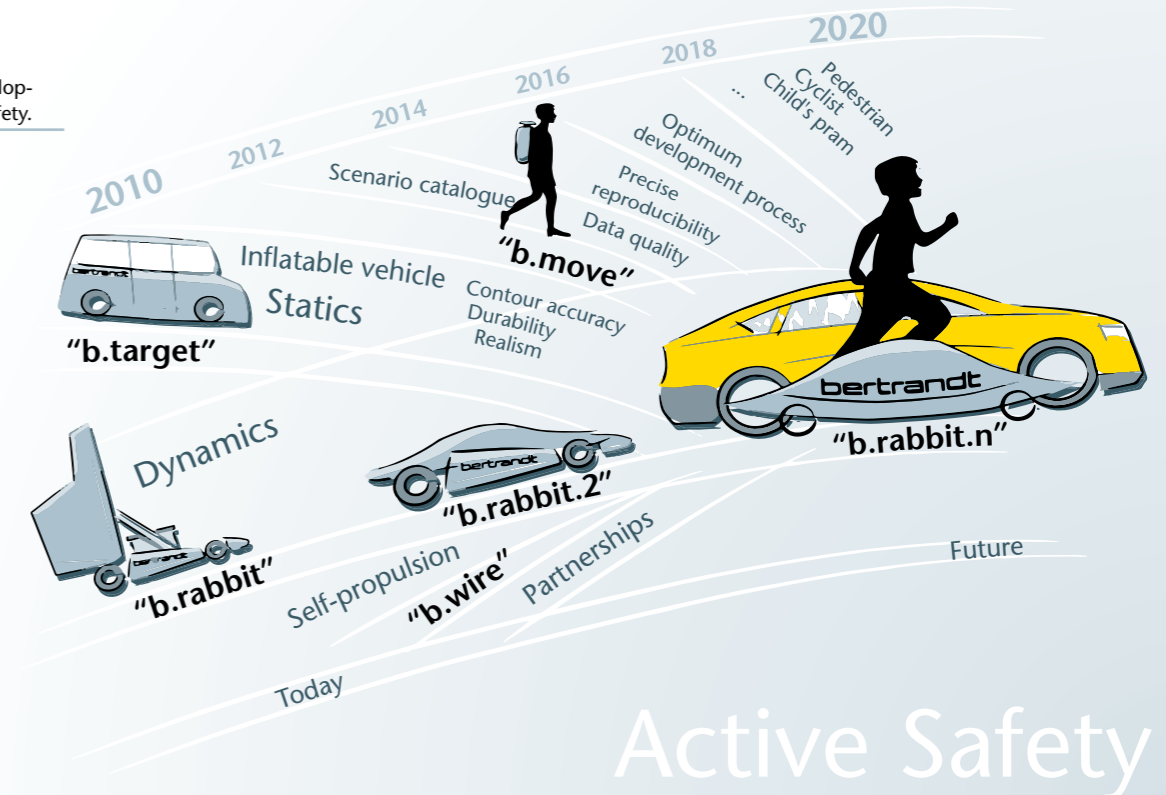 lop-
fety.
2010
2012
2014
2016
2018
2020
...
Pedestrian
Cyclist
Child's pram
Optimum
development process
Precise
reproducibility
Data quality
Scenario catalogue
"b.move"
Inflatable vehicle
Statics
Contour accuracy
Durability
Realism
bertrandt
"b.target"
bertrandt
"b.rabbit.n"
Dynamics
bertrandt
"b.rabbit.2"
bertrandt
"b.rabbit"
Self-propulsion
"b.wire"
Partnerships
Future
Today
Active Safety